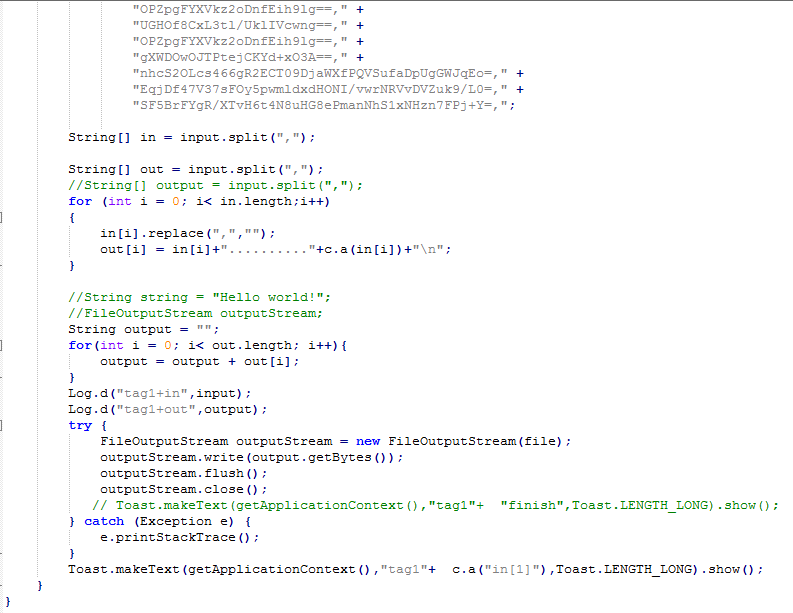 "OPZpgFYXVkz2oDnfEih9lg==," +
"UGHOf8CxL3tl/UklIVcwng==," +
"OPZpgFYXVkz2oDnfEih9lg==," +
"gXWDOwOJTPtejCKYd+xO3A==," +
"nhcS2OLcs466gR2ECT09DjaWXfPQVSufaDpUgGWJqEo=," +
"EqjDf47V37sFOy5pwmldxdHONI/vwrNRVvDVZuk9/L0=," +
"SF5BrFYgR/XTvH6t4N8uHG8ePmanNhS1xNHzn7FPj+Y=,";
String[] in = input.split(",");
String[] out = input.split(",");
//String[] output = input.split(",");
for (int i = 0; i< in.length;i++)
{
in[i].replace(",","");
out[i] = in[i]+".........."+c.a(in[i])+"\n";
}
//String string = "Hello world!";
//FileOutputStream outputStream;
String output = "";
for(int i = 0; i< out.length; i++){
output = output + out[i];
}
Log.d("tag1+in",input);
Log.d("tag1+out",output);
try {
FileOutputStream outputStream = new FileOutputStream(file);
outputStream.write(output.getBytes());
outputStream.flush();
outputStream.close();
// Toast.makeText(getApplicationContext(),"tag1"+  "finish",Toast.LENGTH_LONG).show();
} catch (Exception e) {
e.printStackTrace();
}
Toast.makeText(getApplicationContext(),"tag1"+  c.a("in[1]"),Toast.LENGTH_LONG).show();
}
}